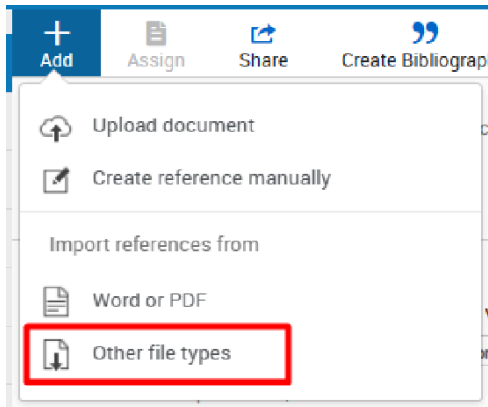 Add Assign Share Create Bibliograp
Upload document
Create reference manually
Import references from
Word or PDF
Other file types